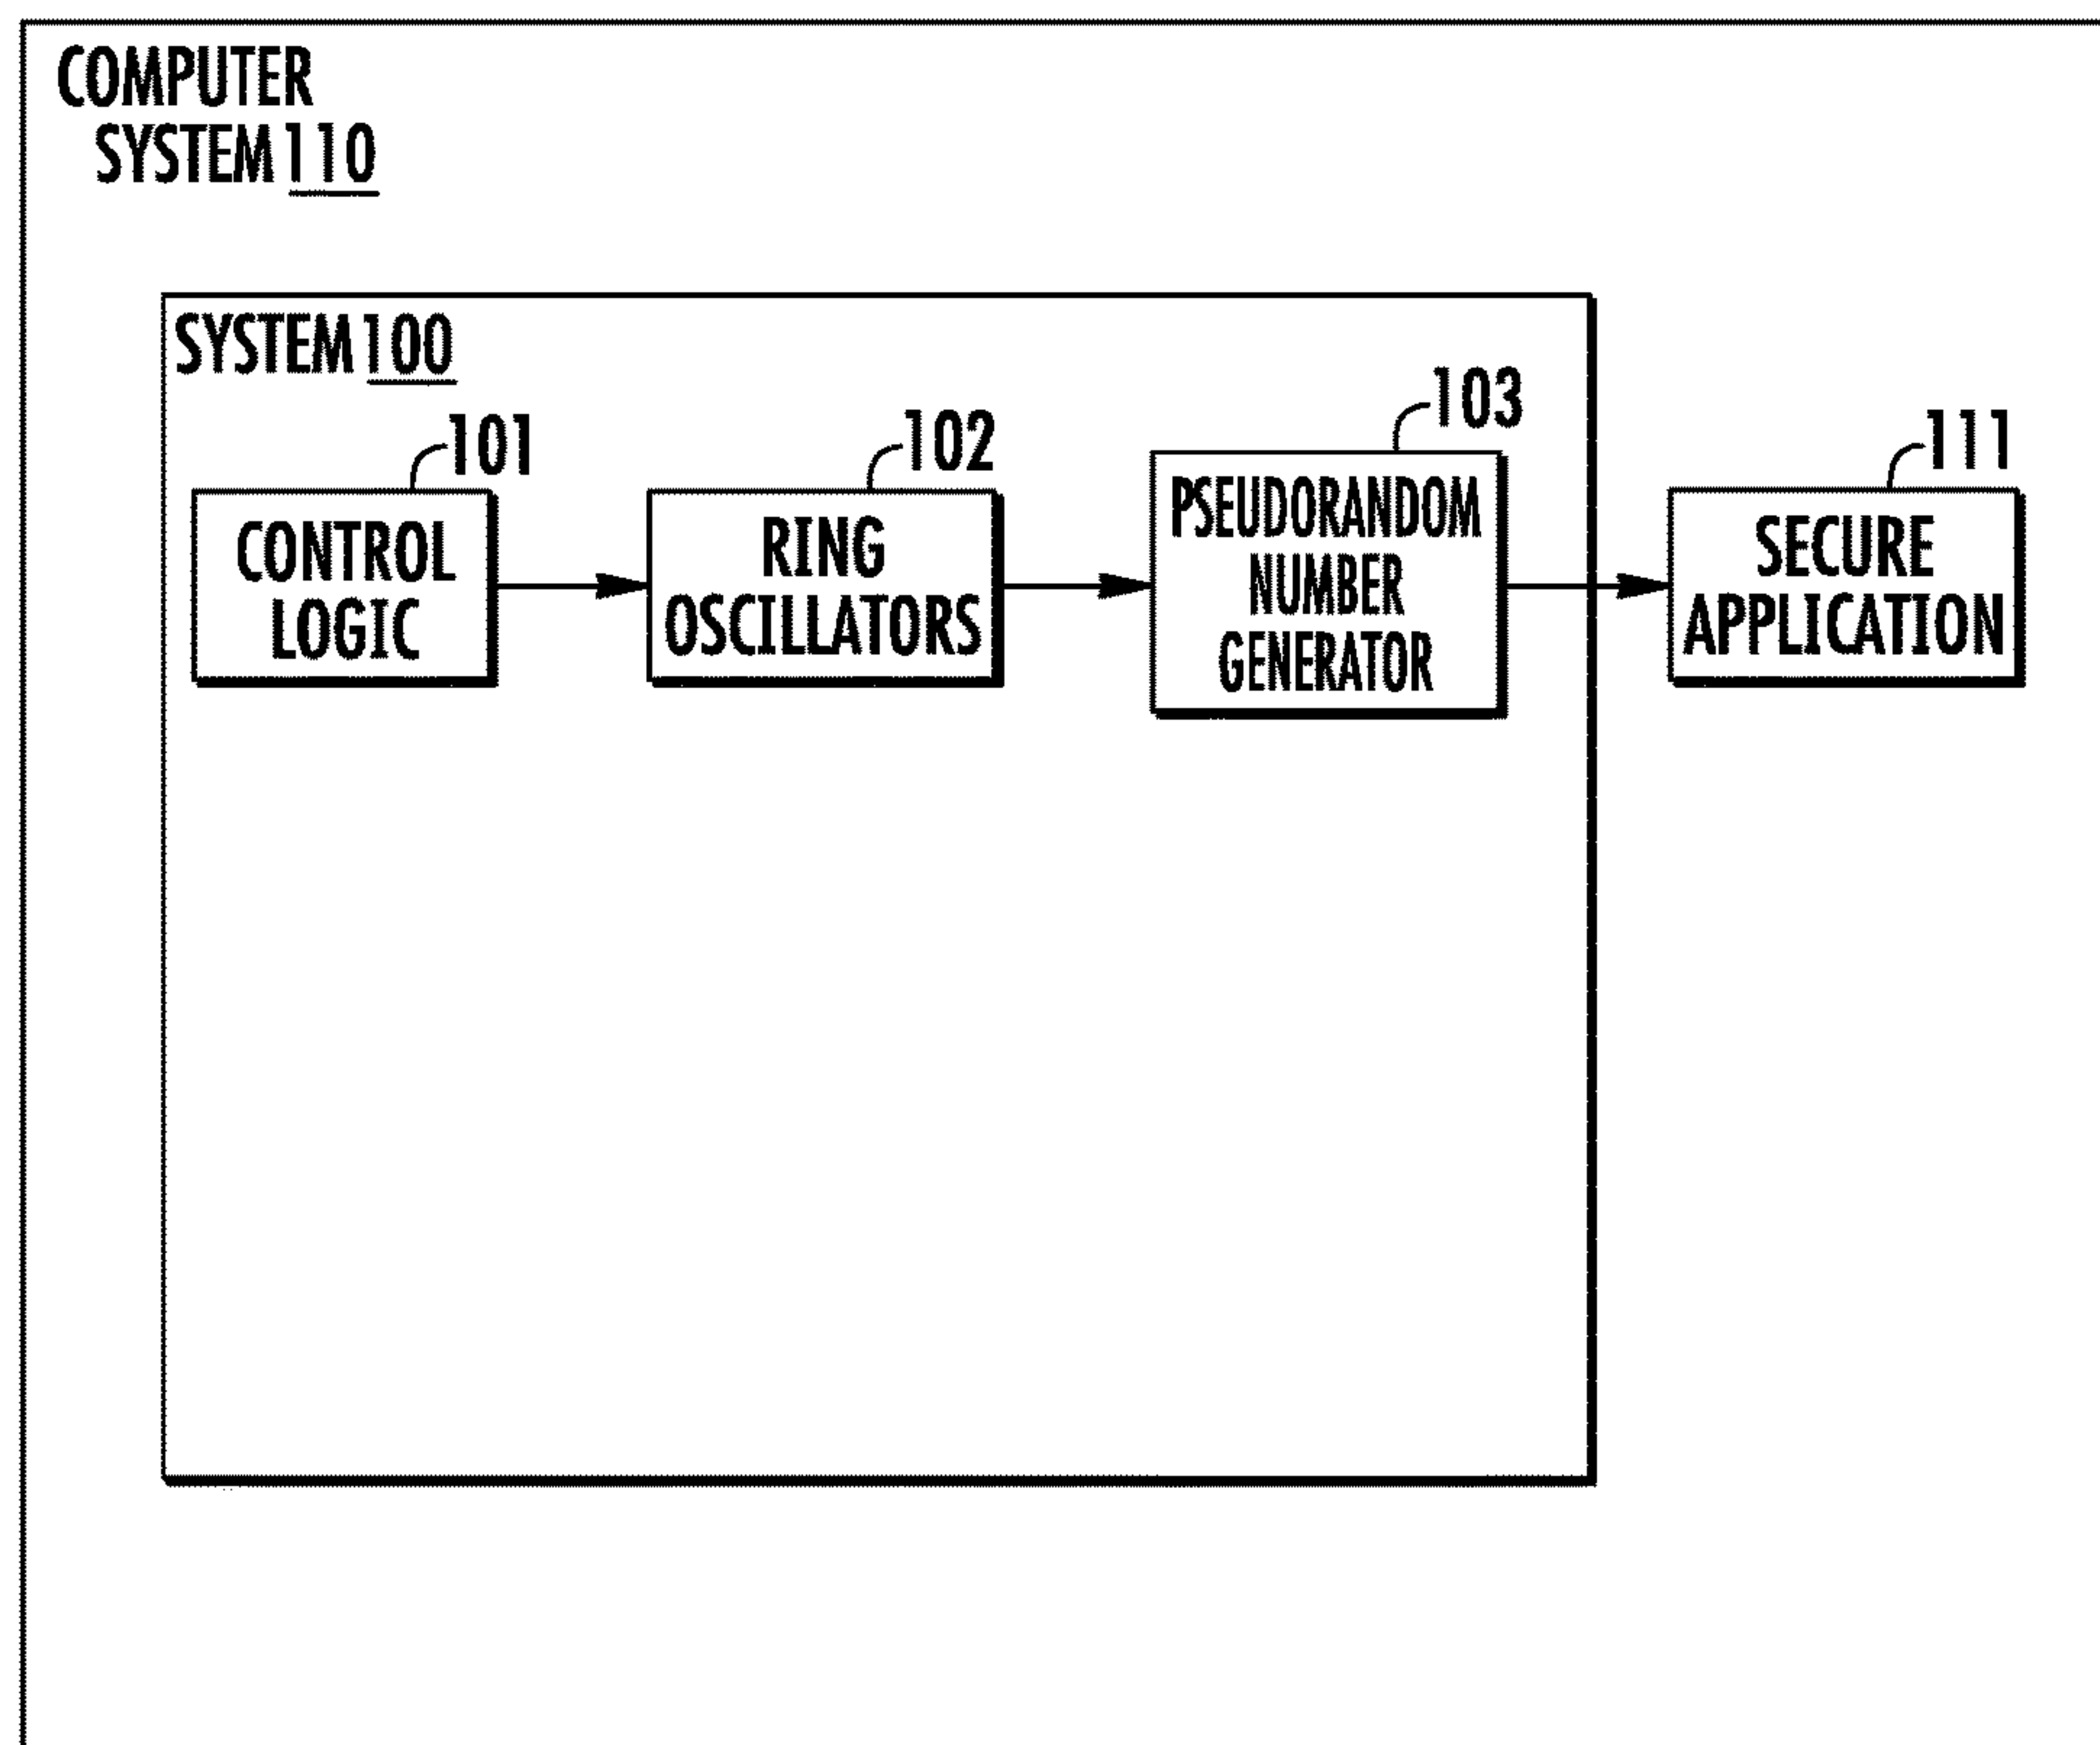 COMPUTER
SYSTEM 110
SYSTEM 100
101
CONTROL
LOGIC
102
RING
OSCILLATORS
103
PSEUDORANDOM
NUMBER
GENERATOR
111
SECURE
APPLICATION